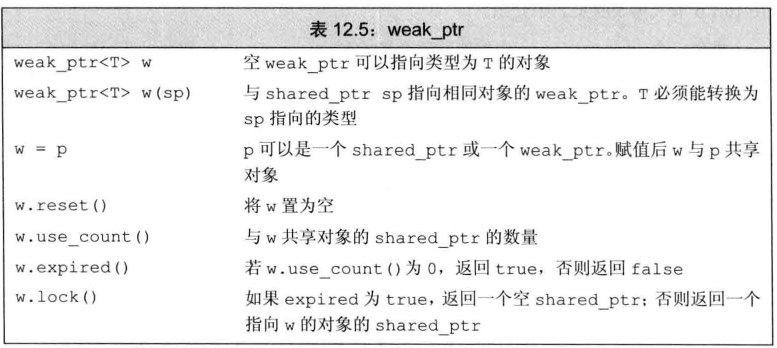 表 12.5：weak_ptr
weak_ptr<T> w 空 weak_ptr 可以指向类型为 T 的对象
weak_ptr<T> w(sp) 与 shared_ptr sp 指向相同对象的 weak_ptr。T 必须能转换为
sp 指向的类型
w = p p 可以是一个 shared_ptr 或一个 weak_ptr。赋值后 w 与 p 共享
对象
w.reset() 将 w 置为空
w.use_count() 与 w 共享对象的 shared_ptr 的数量
w.expired() 若 w.use_count()为 0，返回 true，否则返回 false
w.lock() 如果 expired 为 true，返回一个空 shared_ptr；否则返回一个
指向 w 的对象的 shared_ptr